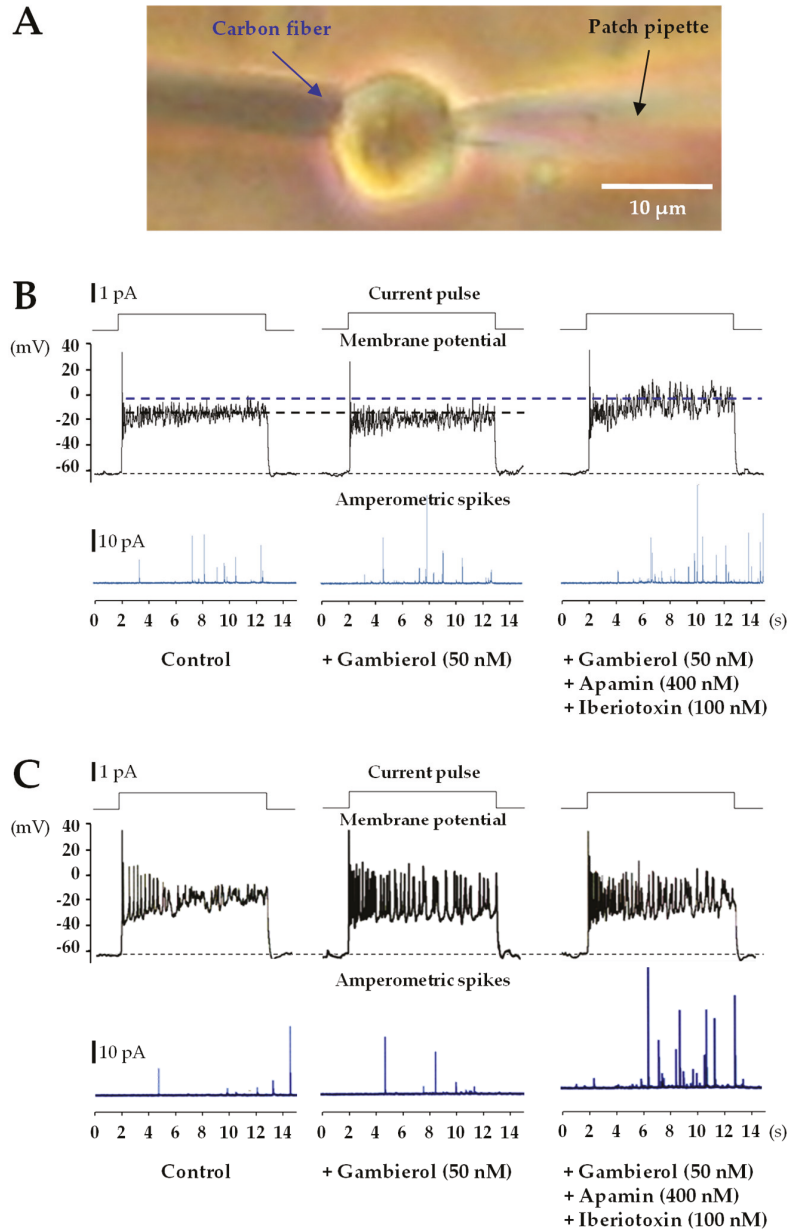 A
Carbon fiber
Patch pipette
10 μm
B
1 pA
Current pulse
(mV)
Membrane potential
40
20
0
-20
-40
-60
Amperometric spikes
10 pA
0 2 4 6 8 10 12 14 0 2 4 6 8 10 12 14 0 2 4 6 8 10 12 14 (s)
Control
+ Gambierol (50 nM)
+ Gambierol (50 nM)
+ Apamin (400 nM)
+ Iberiotoxin (100 nM)
C
1 pA
Current pulse
(mV)
Membrane potential
40
20
0
-20
-40
-60
Amperometric spikes
10 pA
0 2 4 6 8 10 12 14 0 2 4 6 8 10 12 14 0 2 4 6 8 10 12 14 (s)
Control
+ Gambierol (50 nM)
+ Gambierol (50 nM)
+ Apamin (400 nM)
+ Iberiotoxin (100 nM)